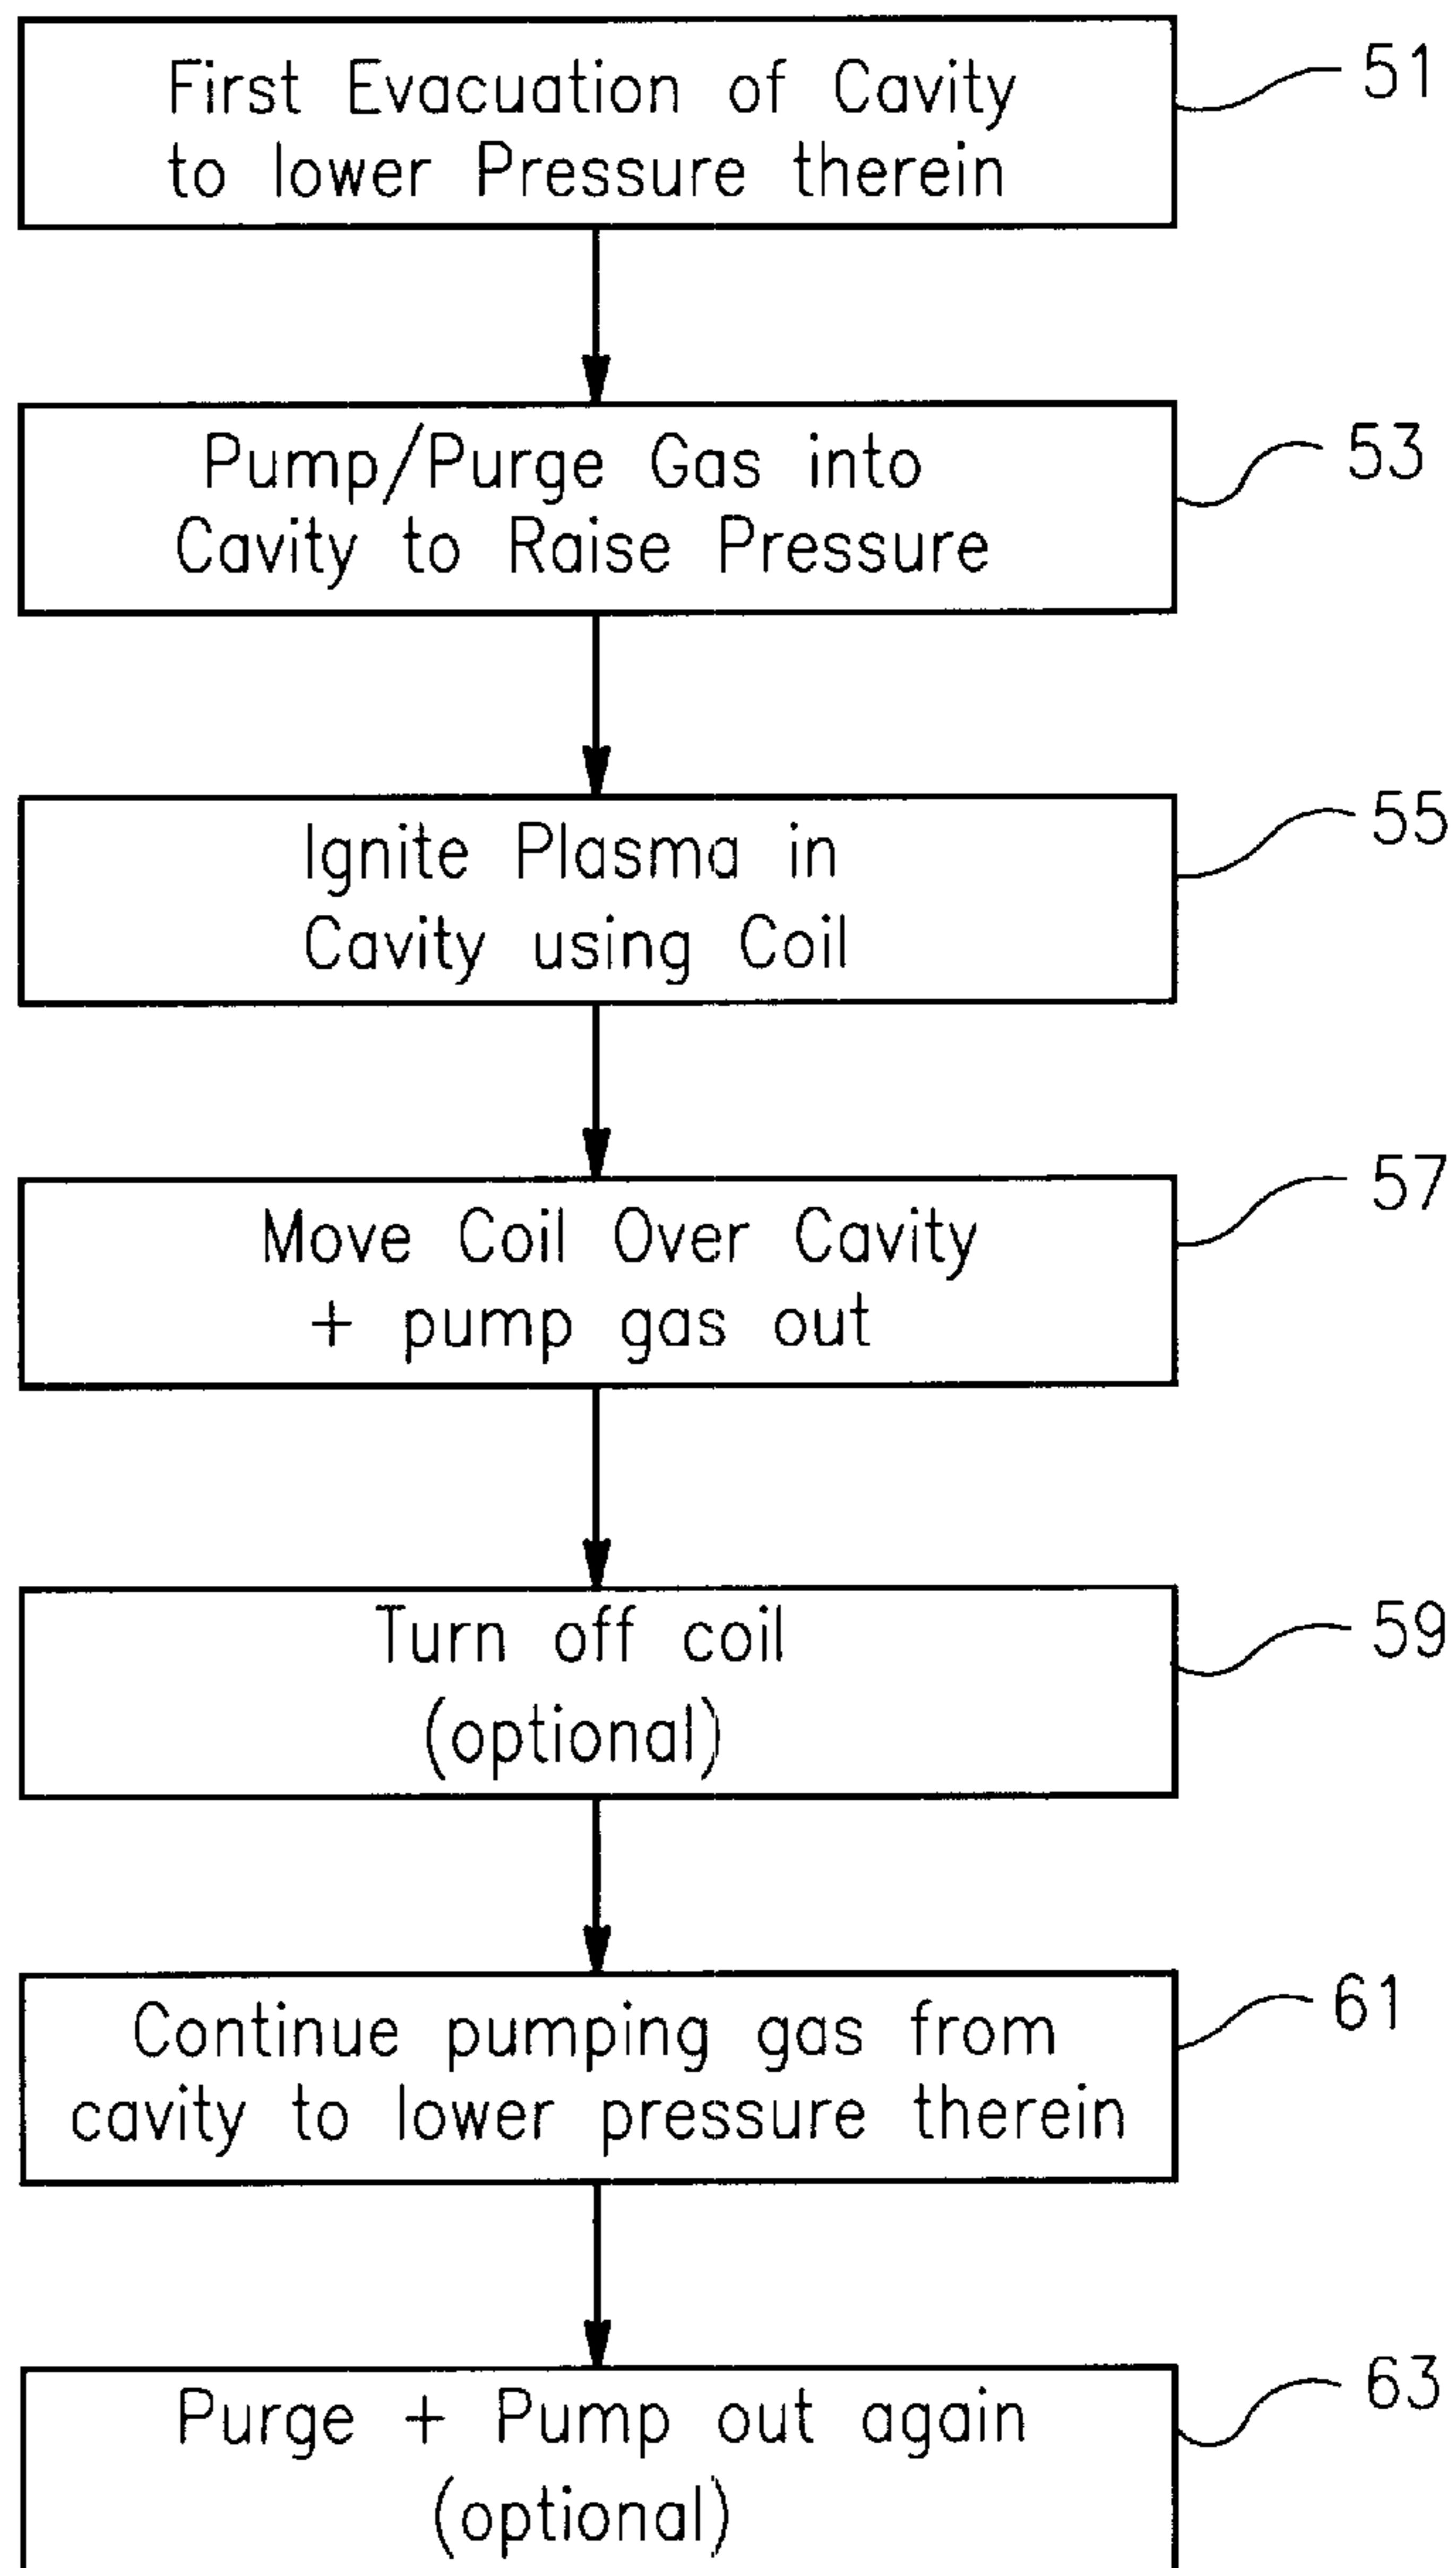 First Evacuation of Cavity
to lower Pressure therein
51
Pump/Purge Gas into
Cavity to Raise Pressure
53
Ignite Plasma in
Cavity using Coil
55
Move Coil Over Cavity
+ pump gas out
57
Turn off coil
(optional)
59
Continue pumping gas from
cavity to lower pressure therein
61
Purge + Pump out again
(optional)
63